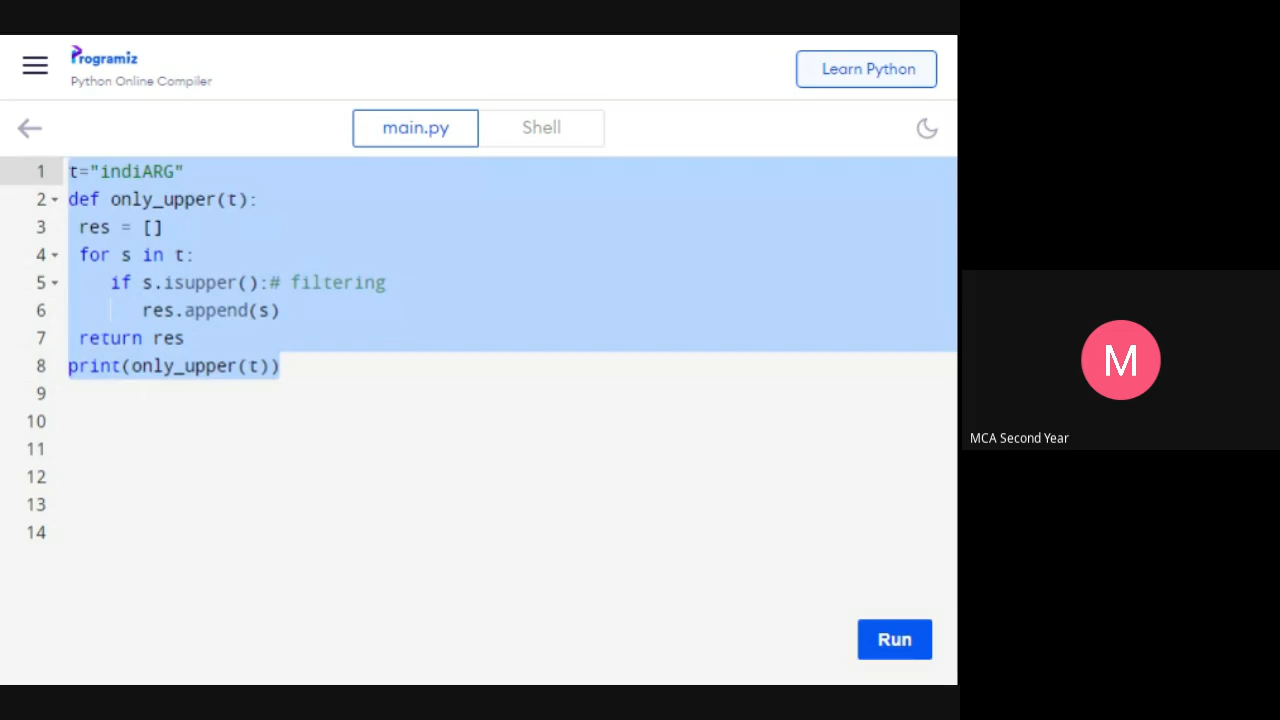 Programiz
Python Online Compiler
Learn Python
main.py
Shell
1 t="indiARG"
2 def only_upper(t):
3 res = []
4 for s in t:
5 if s.isupper():# filtering
6 res.append(s)
7 return res
8 print(only_upper(t))
9
10
11
12
13
14
Run
M
MCA Second Year